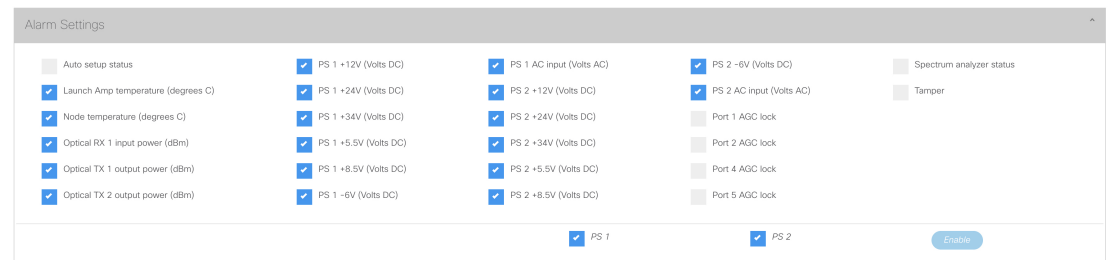 Alarm Settings
Auto setup status
PS 1 +12V (Volts DC)
PS 1 AC input (Volts AC)
PS 2 -6V (Volts DC)
Spectrum analyzer status
Launch Amp temperature (degrees C)
PS 1 +24V (Volts DC)
PS 2 +12V (Volts DC)
PS 2 AC input (Volts AC)
Tamper
Node temperature (degrees C)
PS 1 +34V (Volts DC)
PS 2 +24V (Volts DC)
Port 1 AGC lock
Optical RX 1 input power (dBm)
PS 1 +5.5V (Volts DC)
PS 2 +34V (Volts DC)
Port 2 AGC lock
Optical TX 1 output power (dBm)
PS 1 +8.5V (Volts DC)
PS 2 +5.5V (Volts DC)
Port 4 AGC lock
Optical TX 2 output power (dBm)
PS 1 -6V (Volts DC)
PS 2 +8.5V (Volts DC)
Port 5 AGC lock
PS 1
PS 2
Enable